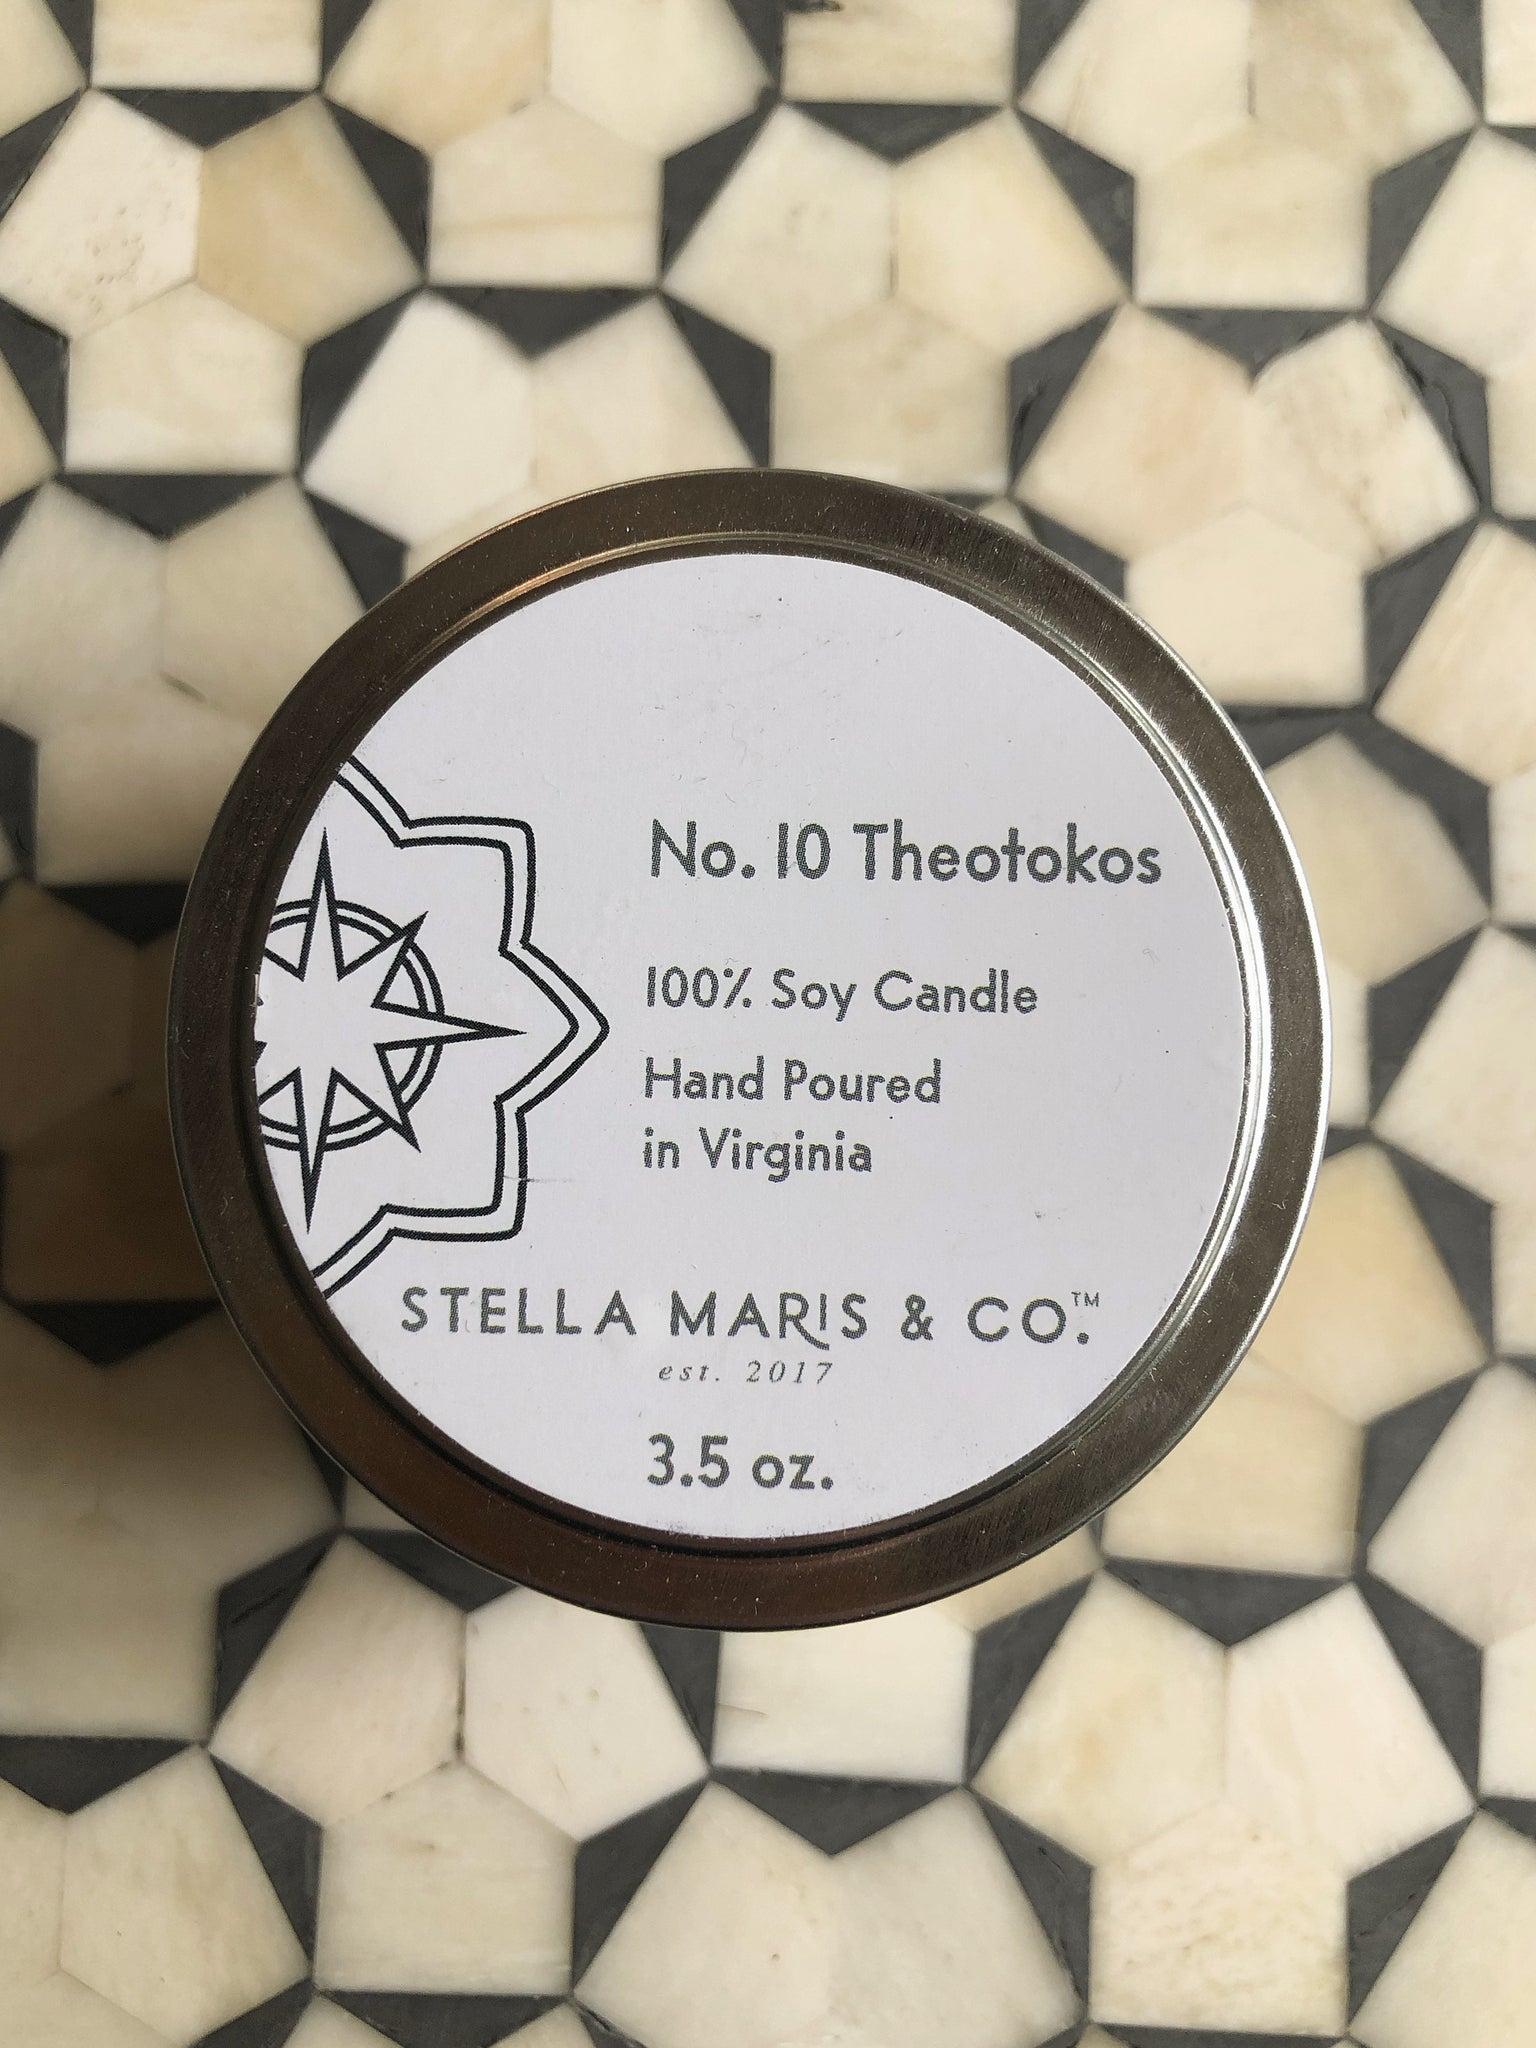 No. 10 Theotokos
100% Soy Candle
Hand Poured
in Virginia
STELLA MARIS & CO.™
est. 2017
3.5 oz.